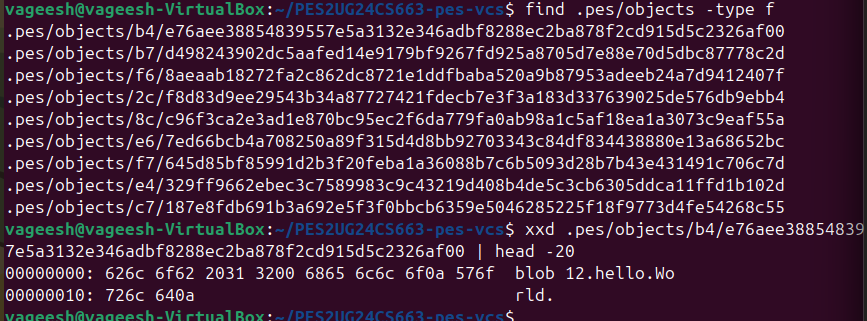 vageesh@vageesh-VirtualBox:~/PES2UG24CS663-pes-vcs$ find .pes/objects -type f
.pes/objects/b4/e76aee38854839557e5a3132e346adbf8288ec2ba878f2cd915d5c2326af00
.pes/objects/b7/d498243902dc5aafed14e9179bf9267fd925a8705d7e88e70d5dbc87778c2d
.pes/objects/f6/8aeaab18272fa2c862dc8721e1ddfbaba520a9b87953adeeb24a7d9412407f
.pes/objects/2c/f8d83d9ee29543b34a87727421fdecb7e3f3a183d337639025de576db9ebb4
.pes/objects/8c/c96f3ca2e3ad1e870bc95ec2f6da779fa0ab98a1c5af18ea1a3073c9eaf55a
.pes/objects/e6/7ed66bcb4a708250a89f315d4d8bb92703343c84df834438880e13a68652bc
.pes/objects/f7/645d85bf85991d2b3f20feba1a36088b7c6b5093d28b7b43e431491c706c7d
.pes/objects/e4/329ff9662ebec3c7589983c9c43219d408b4de5c3cb6305ddca11ffd1b102d
.pes/objects/c7/187e8fdb691b3a692e5f3f0bbcb6359e5046285225f18f9773d4fe54268c55
vageesh@vageesh-VirtualBox:~/PES2UG24CS663-pes-vcs$ xxd .pes/objects/b4/e76aee388548395
7e5a3132e346adbf8288ec2ba878f2cd915d5c2326af00 | head -20
00000000: 626c 6f62 2031 3200 6865 6c6c 6f0a 576f  blob 12.hello.Wo
00000010: 726c 640a                                rld.
vageesh@vageesh-VirtualBox:~/PES2UG24CS663-pes-vcs$